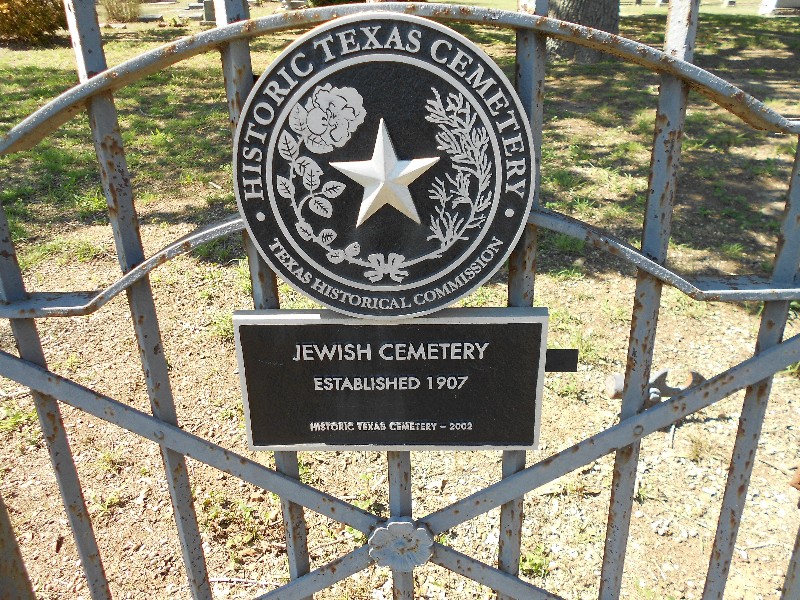 • HISTORIC TEXAS CEMETERY •
TEXAS HISTORICAL COMMISSION
JEWISH CEMETERY
ESTABLISHED 1907
HISTORIC TEXAS CEMETERY – 2002